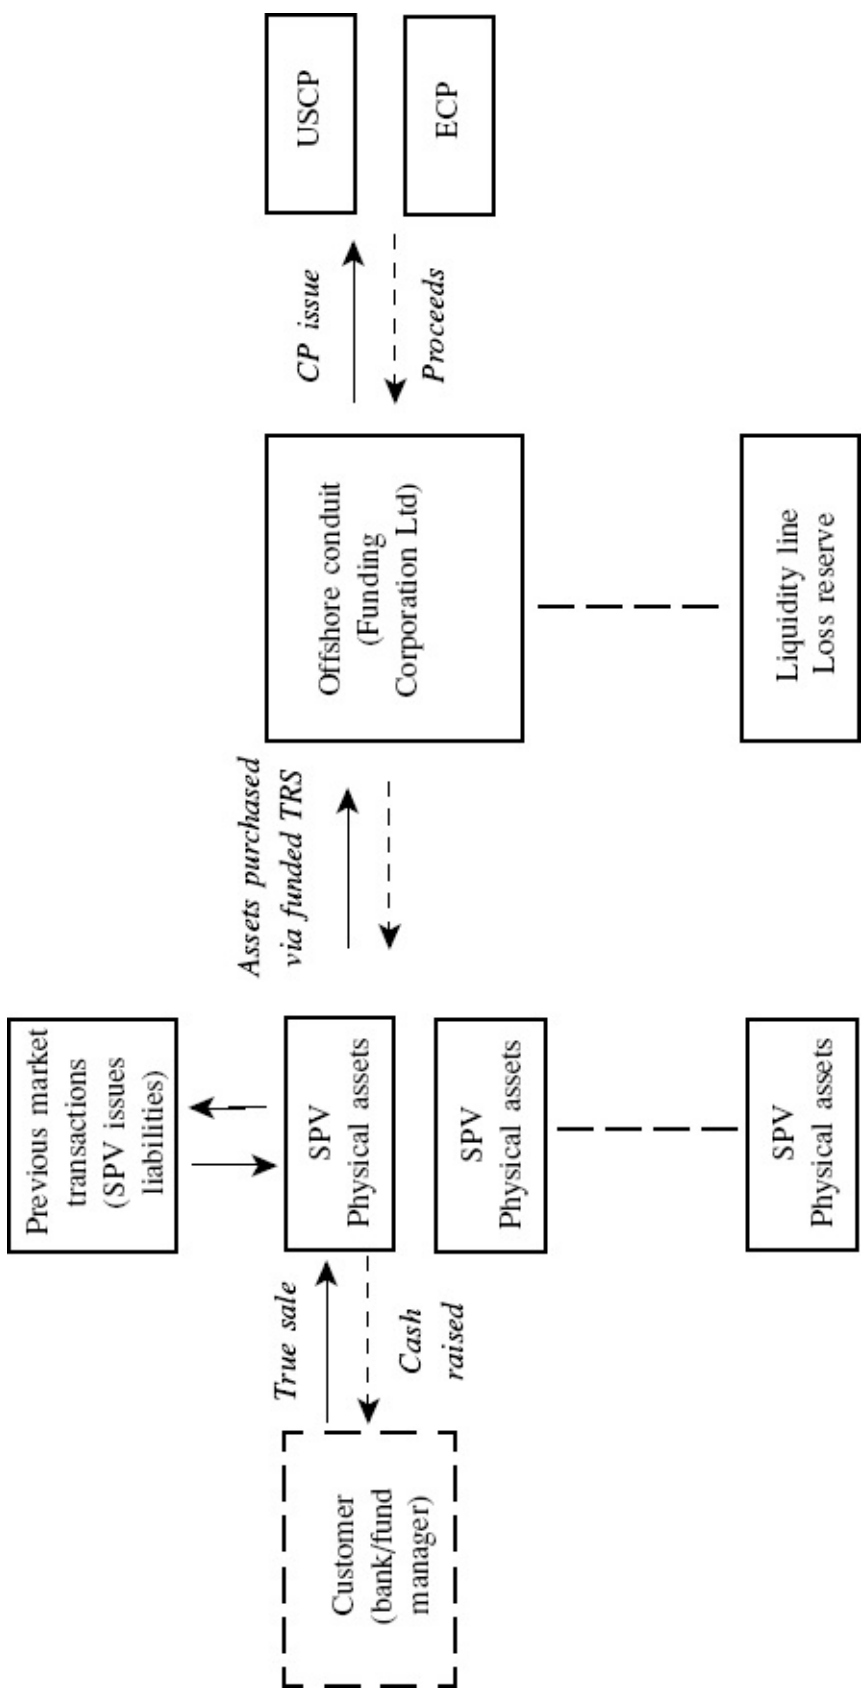 Previous market
transactions
(SPV issues
liabilities)
Customer
(bank/fund
manager)
True sale
Cash
raised
SPV
Physical assets
SPV
Physical assets
SPV
Physical assets
Assets purchased
via funded TRS
Offshore conduit
(Funding
Corporation Ltd)
Liquidity line
Loss reserve
CP issue
Proceeds
USCP
ECP